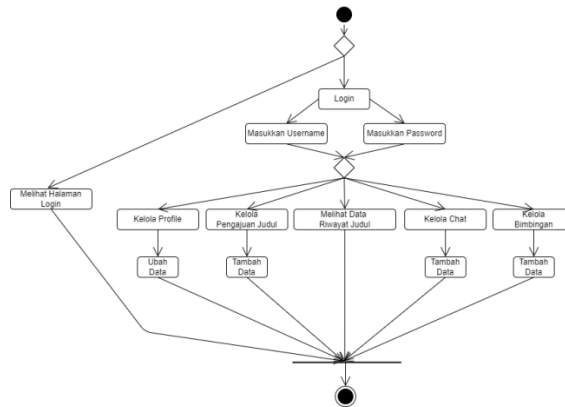 Login
Masukkan Username
Masukkan Password
Melihat Halaman
Login
Kelola Profile
Kelola
Pengajuan Judul
Melihat Data
Riwayat Judul
Kelola Chat
Kelola
Bimbingan
Ubah
Data
Tambah
Data
Tambah
Data
Tambah
Data